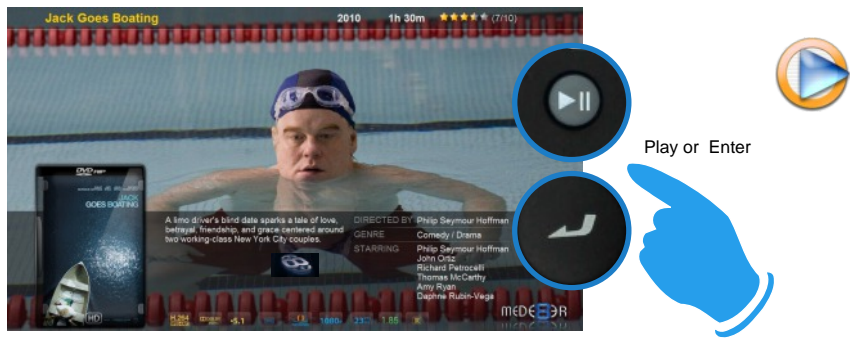 Jack Goes Boating 2010 1h 30m (7/10)
Play or Enter
DVD
JACK
GOES BOATING
A limo driver's blind date sparks a tale of love,
betrayal, friendship, and grace centered around
two working-class New York City couples.
DIRECTED BY Philip Seymour Hoffman
GENRE Comedy / Drama
STARRING Philip Seymour Hoffman
John Ortiz
Richard Petrocelli
Thomas McCarthy
Amy Ryan
Daphne Rubin-Vega
HD
H.264 5.1 1080 23 1.85
MEDE8ER